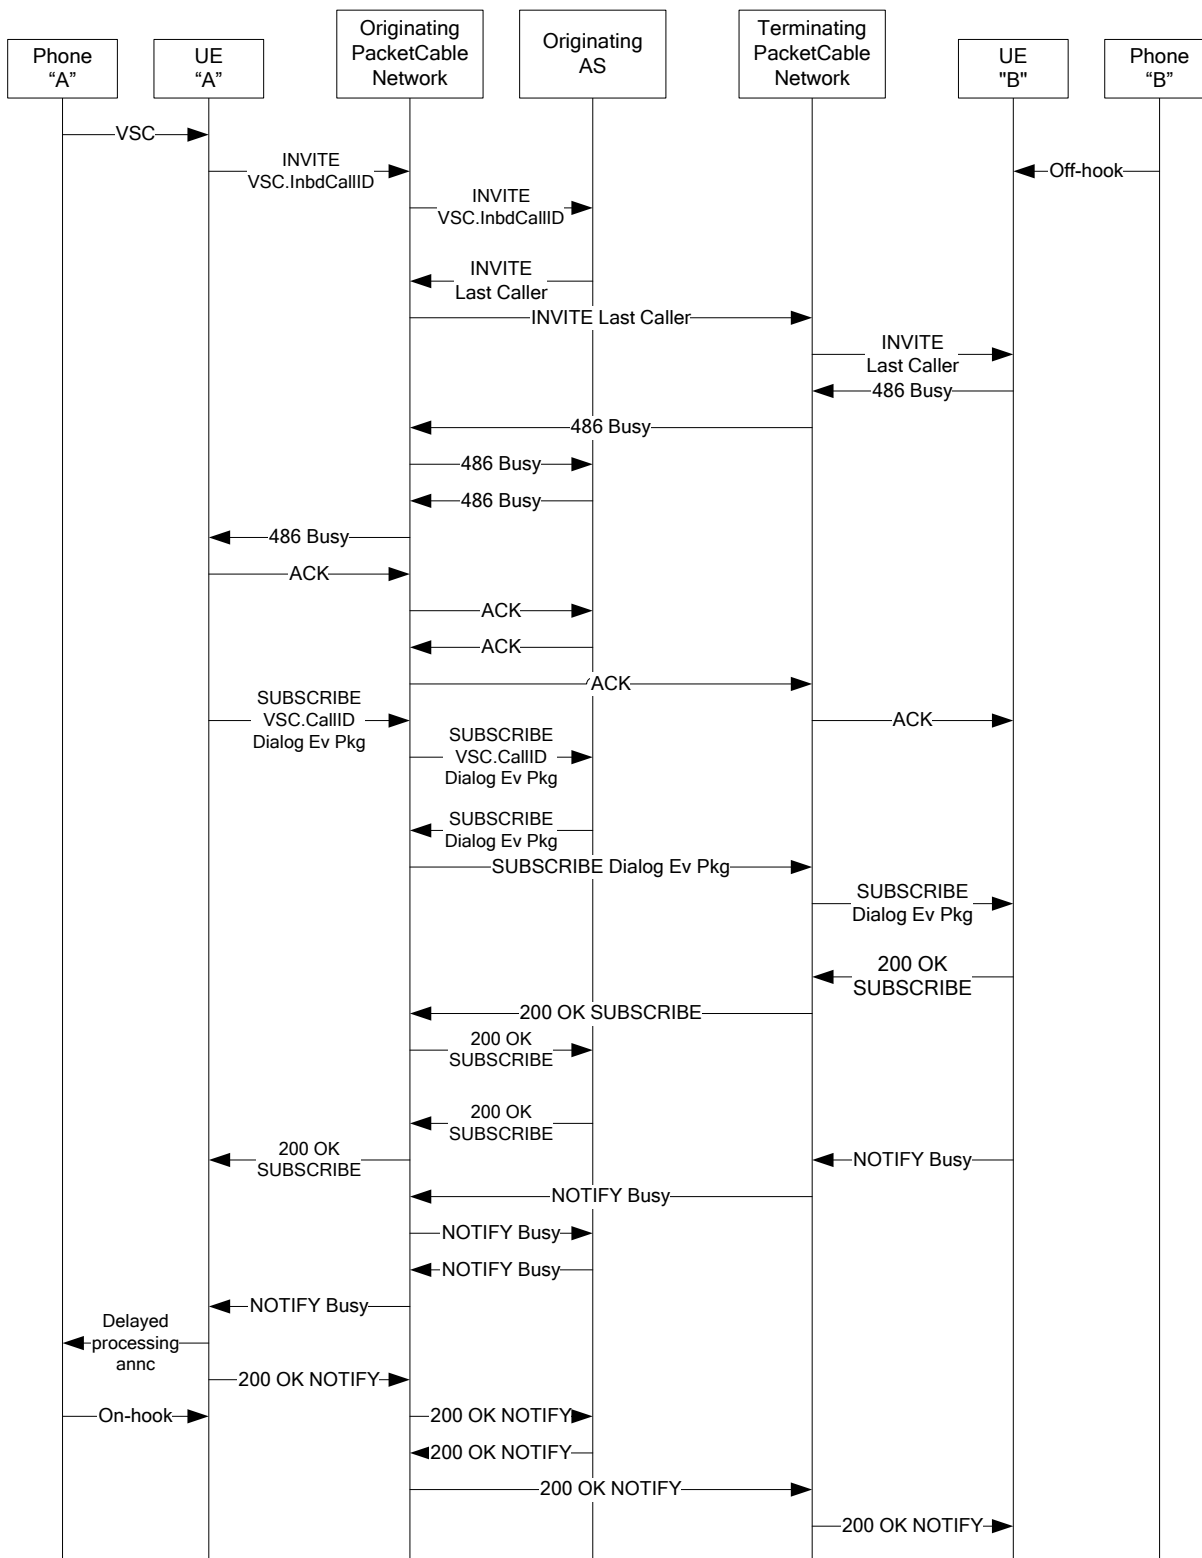 Phone
“A”
UE
“A”
Originating
PacketCable
Network
Originating
AS
Terminating
PacketCable
Network
UE
"B"
Phone
“B”
VSC
INVITE
VSC.InbdCallID
Off-hook
INVITE
VSC.InbdCallID
INVITE
Last Caller
INVITE Last Caller
INVITE
Last Caller
486 Busy
486 Busy
486 Busy
486 Busy
486 Busy
ACK
ACK
ACK
ACK
SUBSCRIBE
VSC.CallID
Dialog Ev Pkg
ACK
SUBSCRIBE
VSC.CallID
Dialog Ev Pkg
SUBSCRIBE
Dialog Ev Pkg
SUBSCRIBE Dialog Ev Pkg
SUBSCRIBE
Dialog Ev Pkg
200 OK
SUBSCRIBE
200 OK SUBSCRIBE
200 OK
SUBSCRIBE
200 OK
SUBSCRIBE
200 OK
SUBSCRIBE
NOTIFY Busy
NOTIFY Busy
NOTIFY Busy
NOTIFY Busy
NOTIFY Busy
Delayed
processing
annc
200 OK NOTIFY
On-hook
200 OK NOTIFY
200 OK NOTIFY
200 OK NOTIFY
200 OK NOTIFY